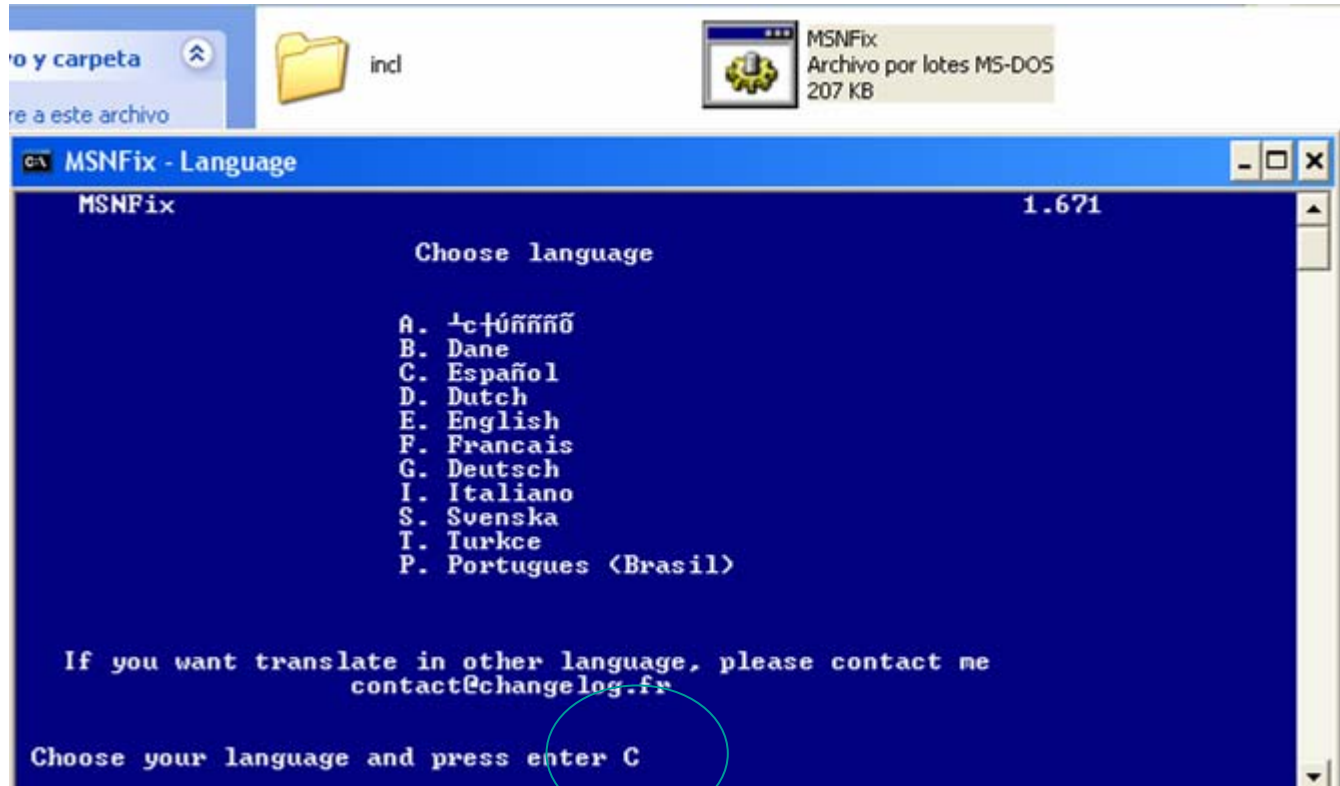 o y carpeta
re a este archivo
incl
MSNFix
Archivo por lotes MS-DOS
207 KB
MSNFix - Language
MSNFix 1.671
Choose language
A. ┴c┼úñññõ
B. Dane
C. Español
D. Dutch
E. English
F. Francais
G. Deutsch
I. Italiano
S. Svenska
T. Turkce
P. Portugues (Brasil)
If you want translate in other language, please contact me
contact@changelog.fr
Choose your language and press enter C